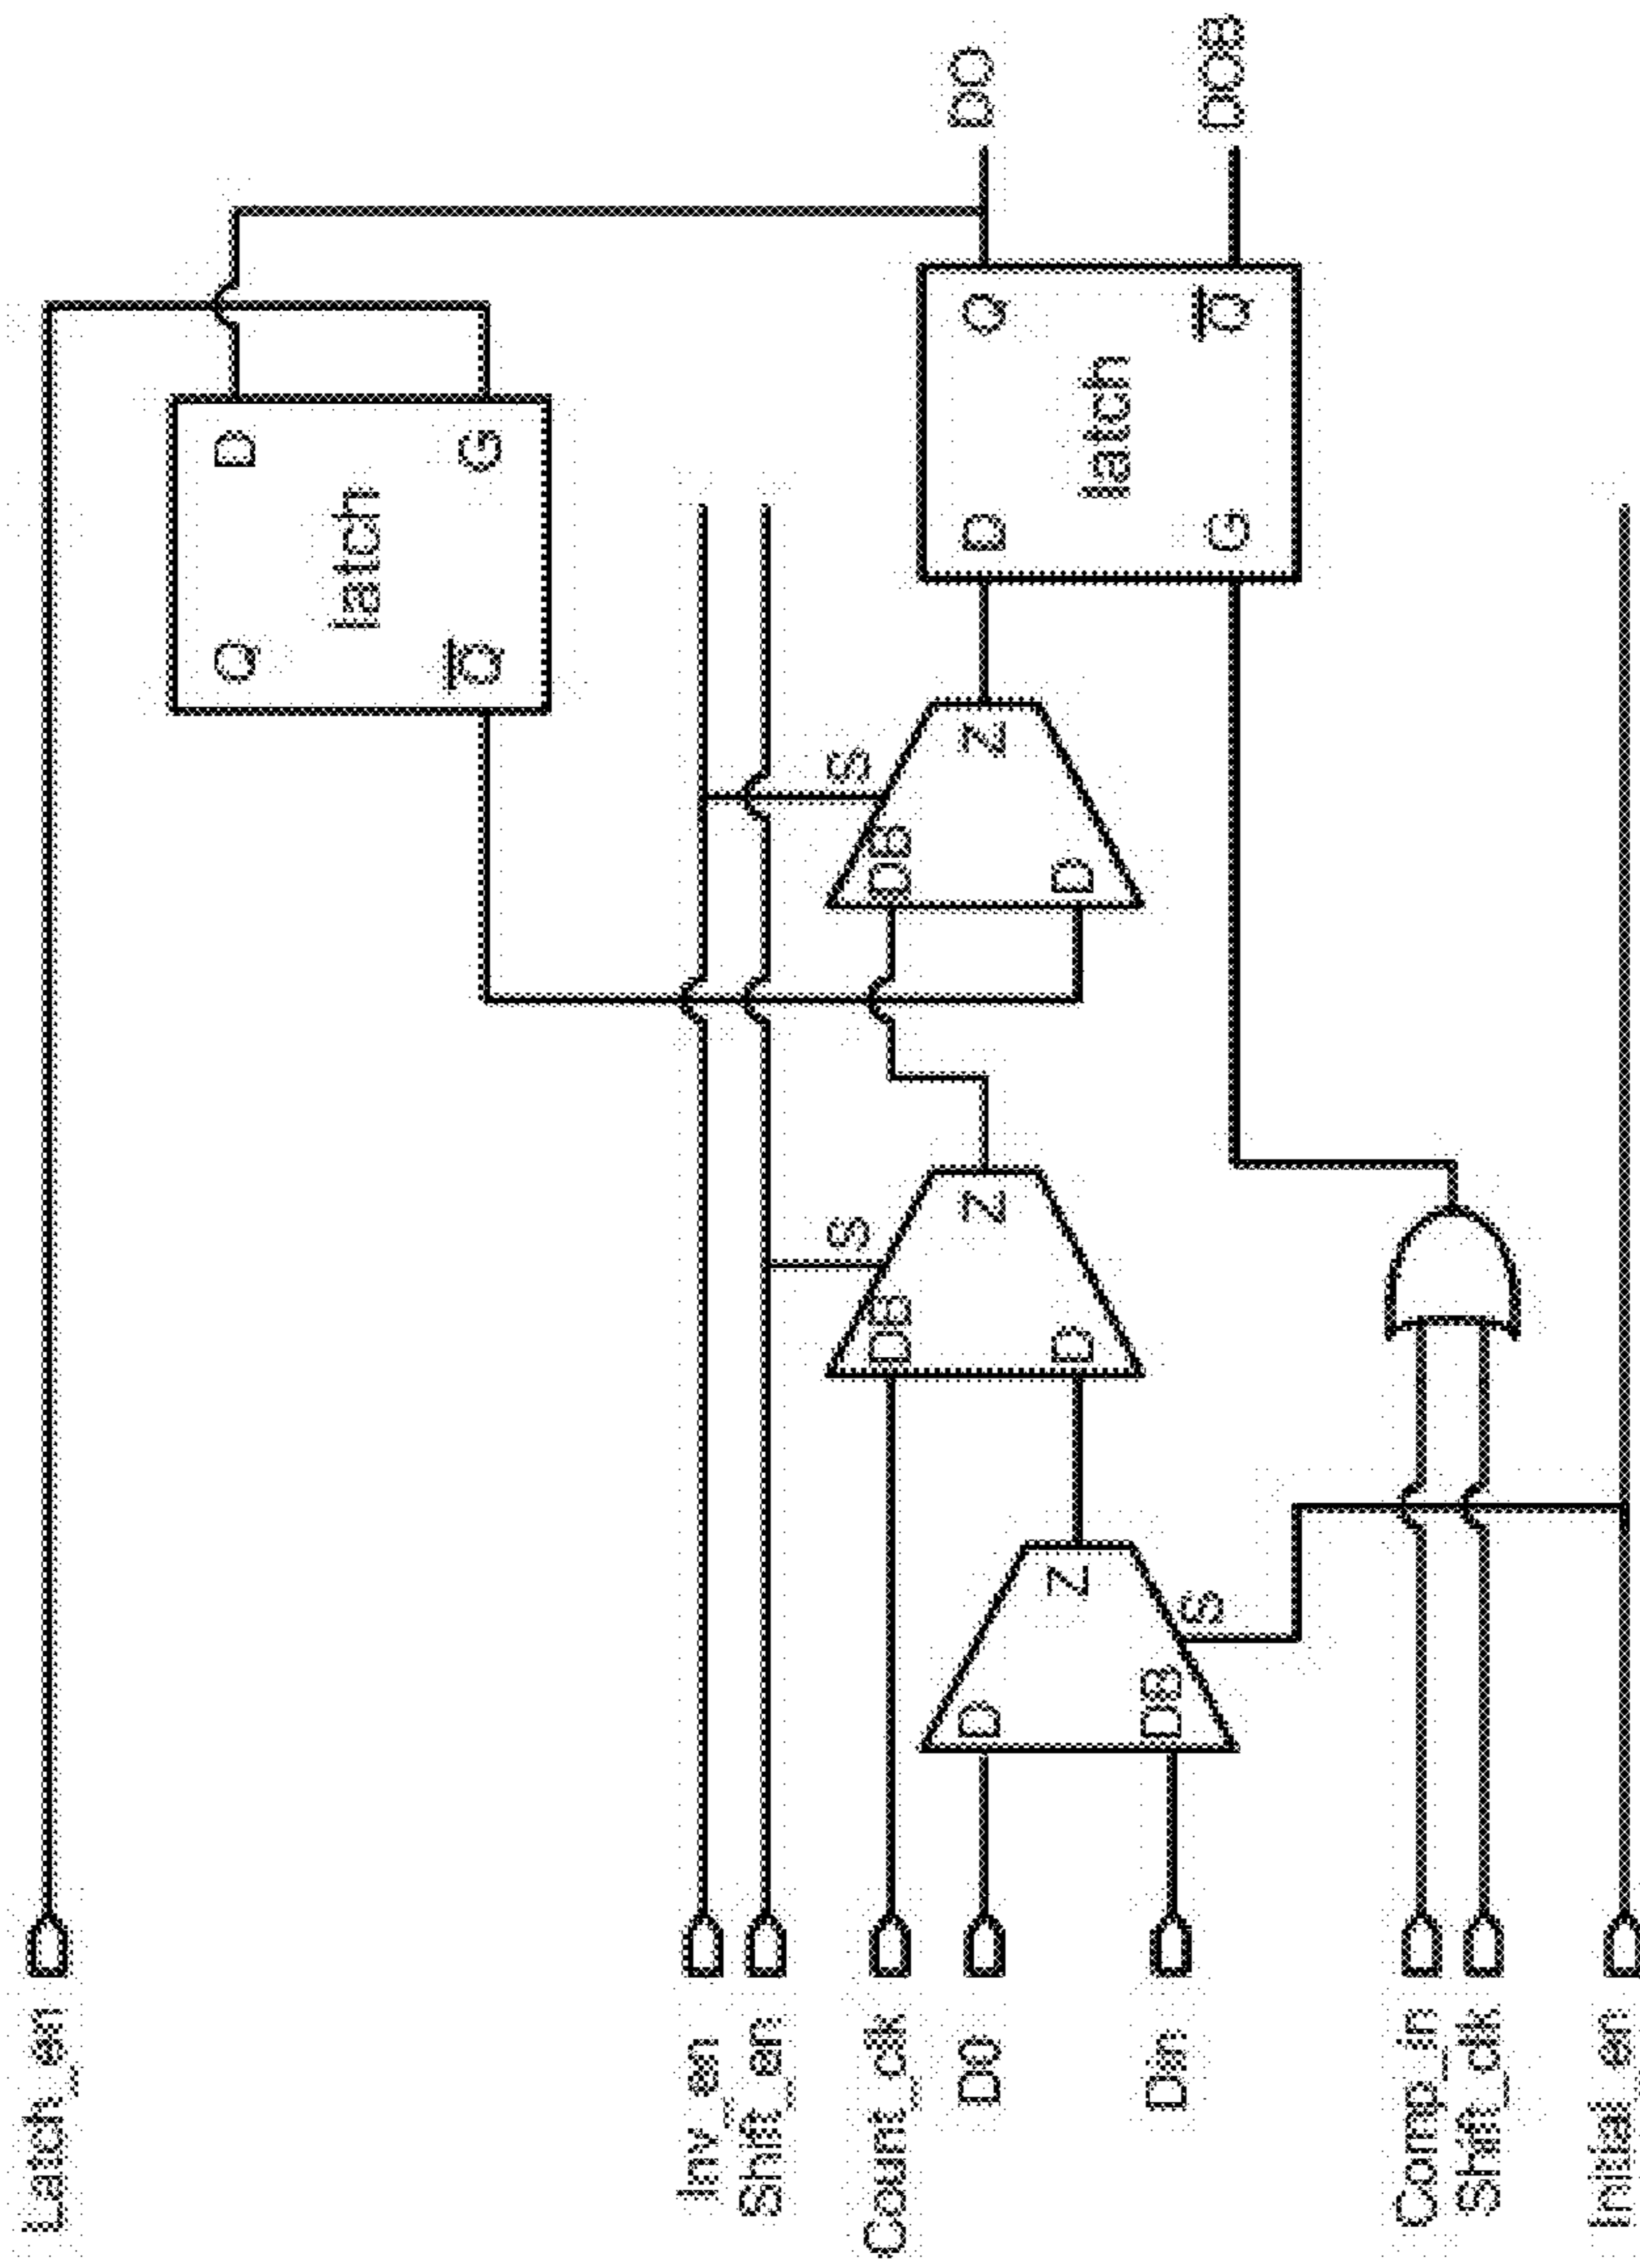 Latch_en
Inv_en
Shift_en
Count_clk
D0
Din
Comp_in
Shift_clk
Initial_en
D
DB
S
Z
DB
D
S
Z
DB
D
S
Z
Q
Q
latch
D
G
D
G
latch
Q
Q
DO
DOB